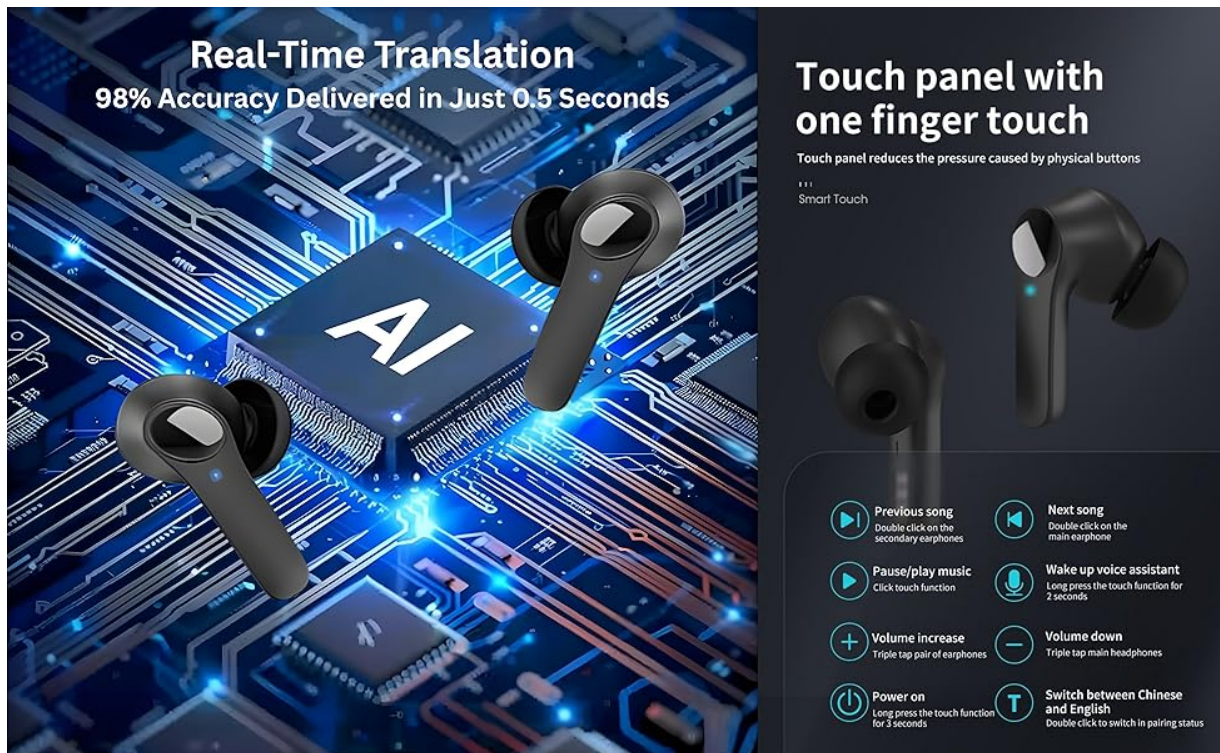 Real-Time Translation
98% Accuracy Delivered in Just 0.5 Seconds
AI
Touch panel with
one finger touch
Touch panel reduces the pressure caused by physical buttons
Smart Touch
Previous song
Double click on the
secondary earphones
Next song
Double click on the
main earphone
Pause/play music
Click touch function
Wake up voice assistant
Long press the touch function for
2 seconds
Volume increase
Triple tap pair of earphones
Volume down
Triple tap main headphones
Power on
Long press the touch function
for 3 seconds
T
Switch between Chinese
and English
Double click to switch in pairing status